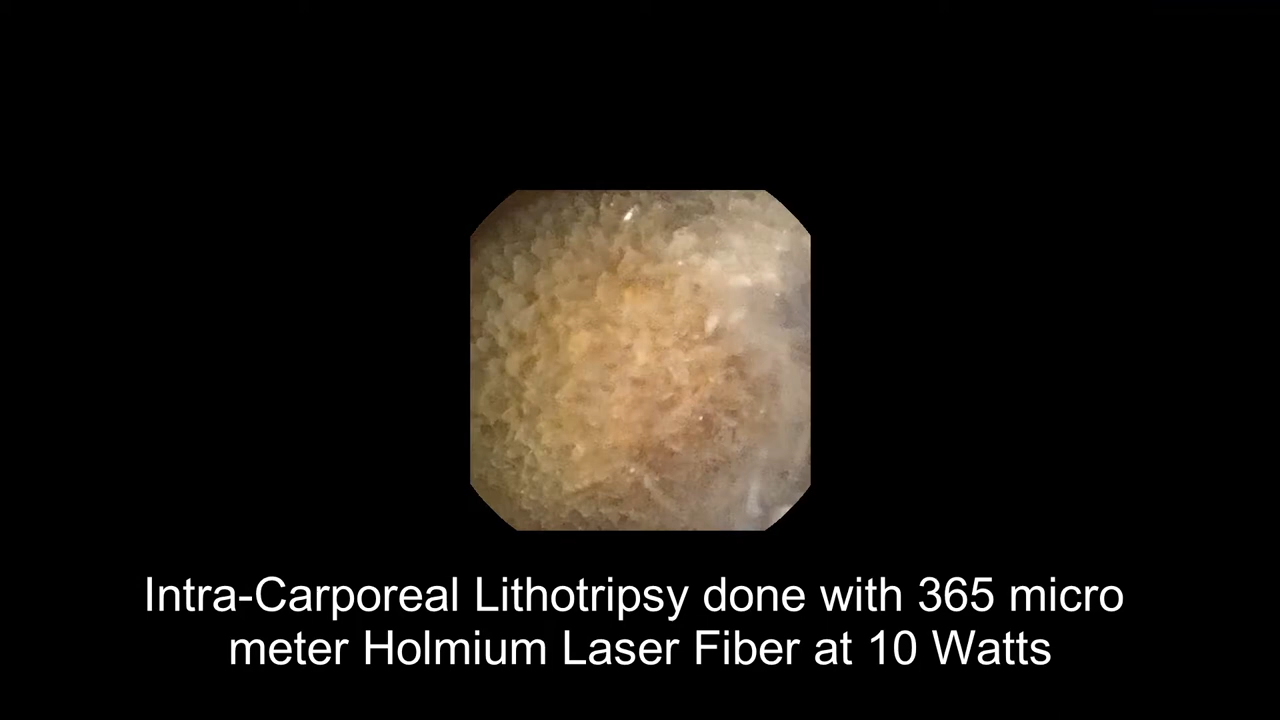 Intra-Carporeal Lithotripsy done with 365 micro
meter Holmium Laser Fiber at 10 Watts